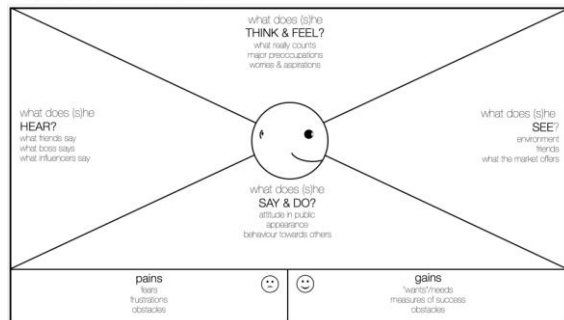 what does (s)he
THINK & FEEL?
what really counts
major preoccupations
worries & aspirations
what does (s)he
HEAR?
what friends say
what boss says
what influencers say
what does (s)he
SEE?
environment
friends
what the market offers
what does (s)he
SAY & DO?
attitude in public
appearance
behaviour towards others
pains
fears
frustrations
obstacles
gains
"wants"/needs
measures of success
obstacles